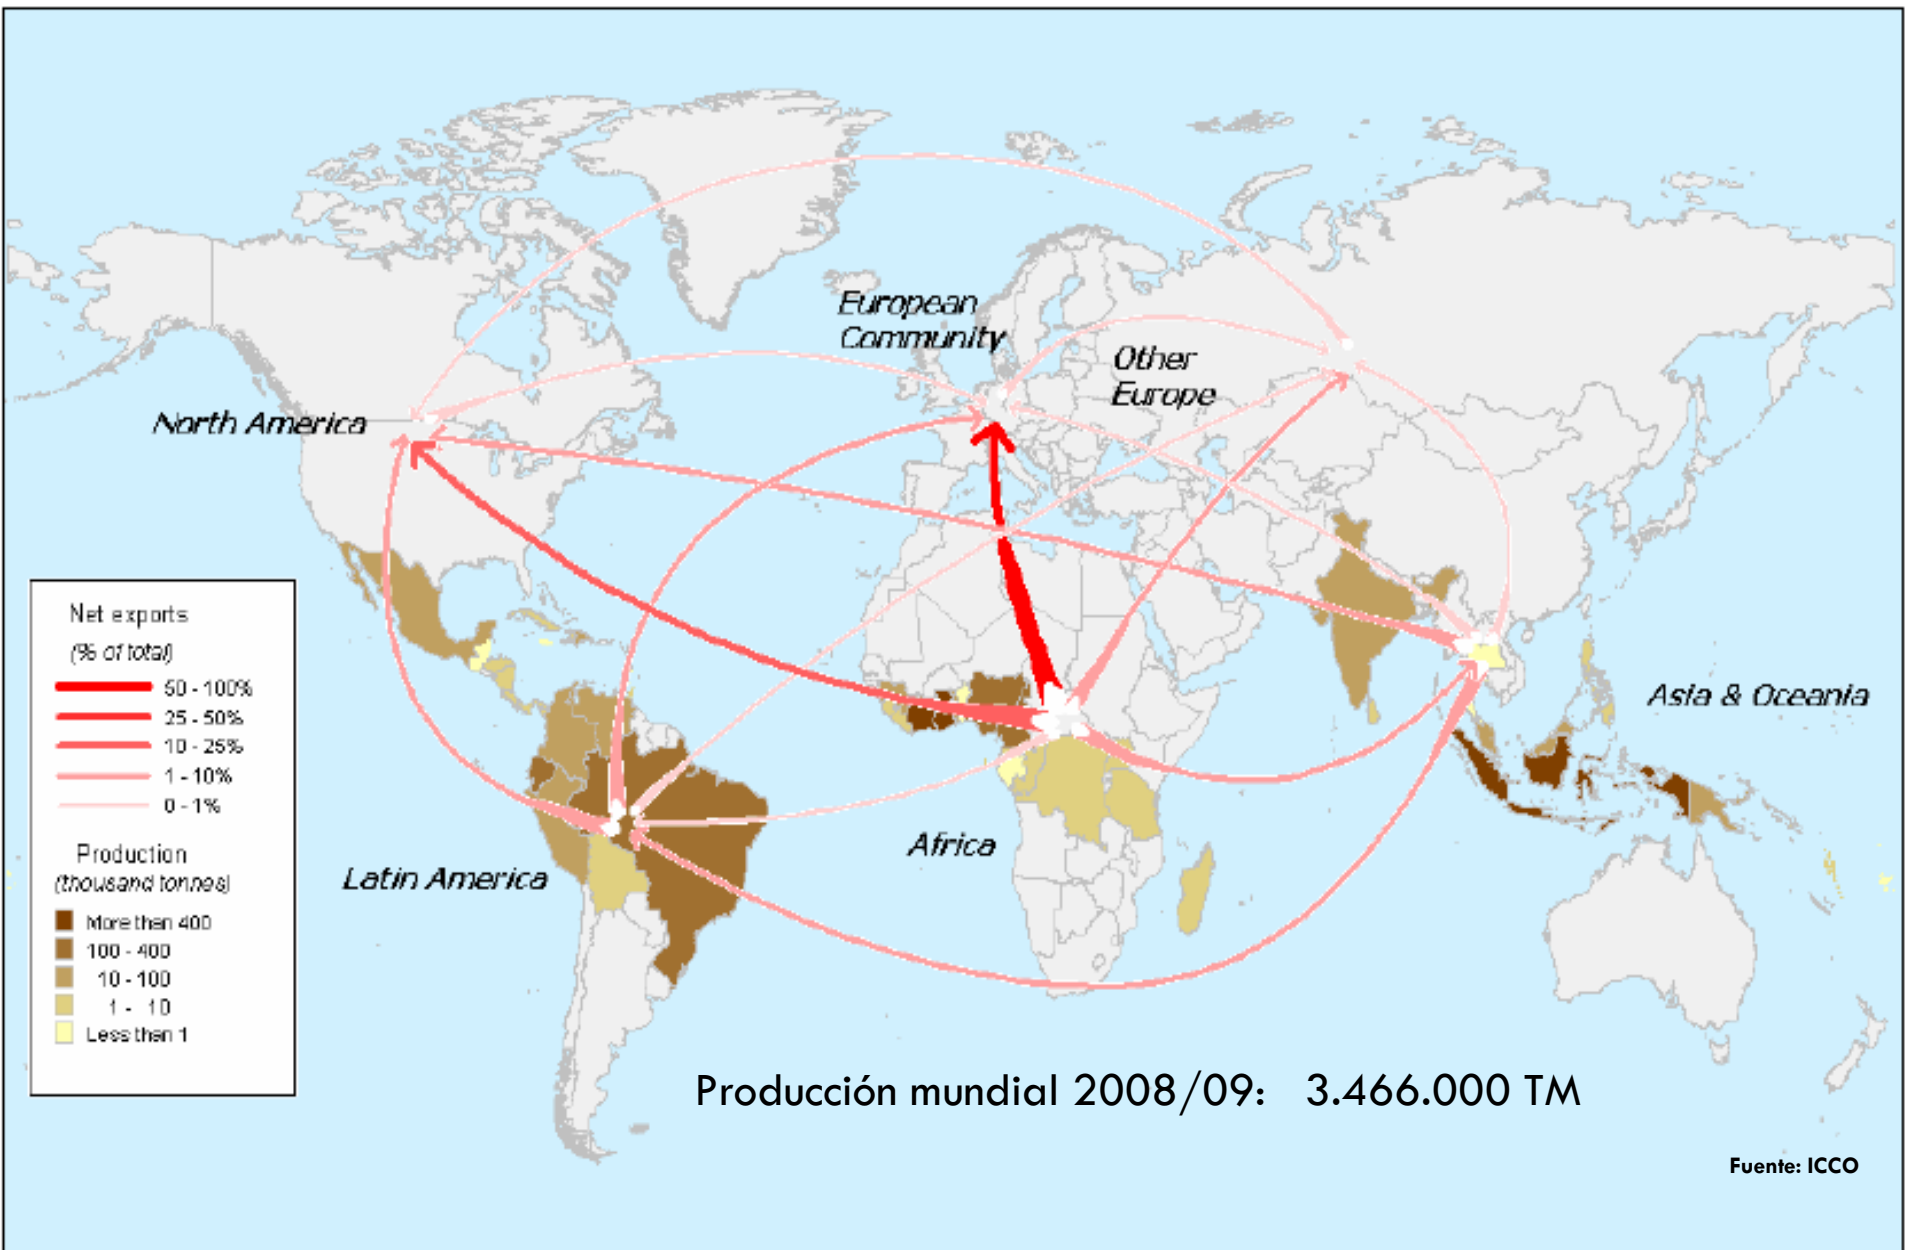 European
Community
Other
Europe
North America
Net exports
(% of total)
50 - 100%
25 - 50%
10 - 25%
1 - 10%
0 - 1%
Production
(thousand tonnes)
More than 400
100 - 400
10 - 100
1 - 10
Less than 1
Asia & Oceania
Africa
Latin America
Producción mundial 2008/09: 3.466.000 TM
Fuente: ICCO